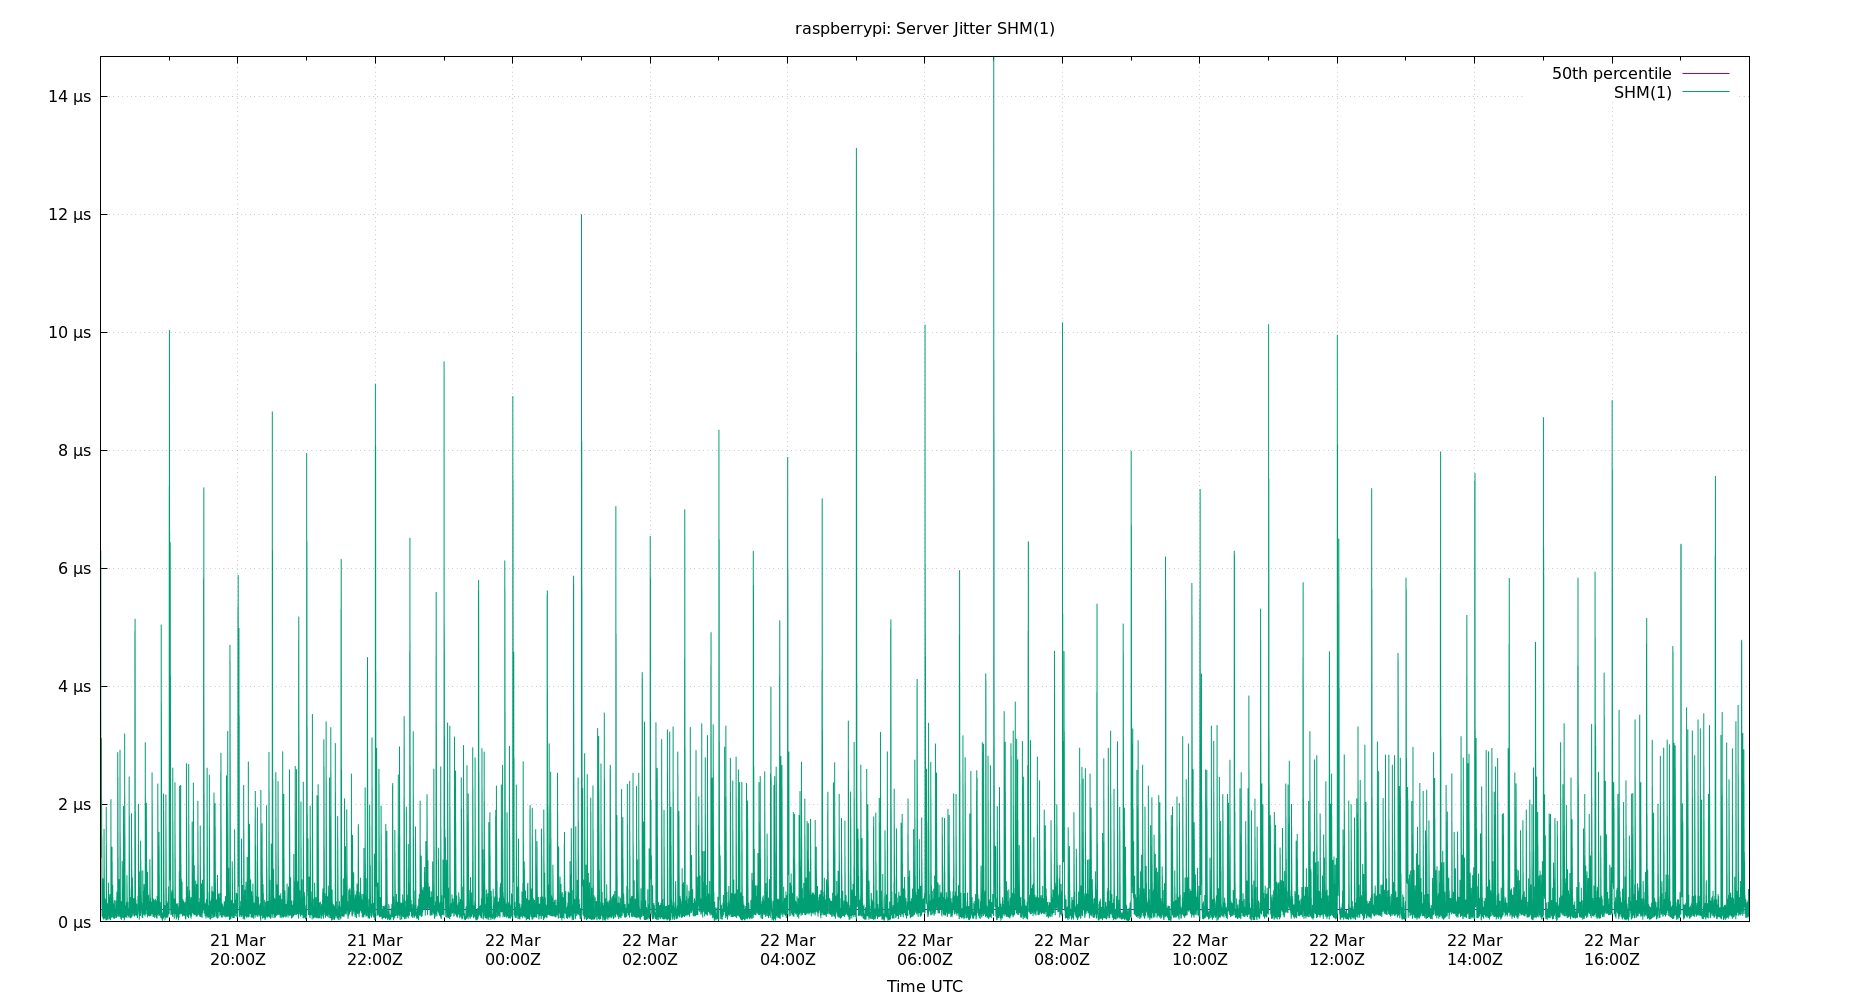 raspberrypi: Server Jitter SHM(1)
50th percentile
SHM(1)
14 µs
12 µs
10 µs
8 µs
6 µs
4 µs
2 µs
0 µs
21 Mar 21 Mar 22 Mar 22 Mar 22 Mar 22 Mar 22 Mar 22 Mar 22 Mar 22 Mar 22 Mar
20:00Z 22:00Z 00:00Z 02:00Z 04:00Z 06:00Z 08:00Z 10:00Z 12:00Z 14:00Z 16:00Z
Time UTC